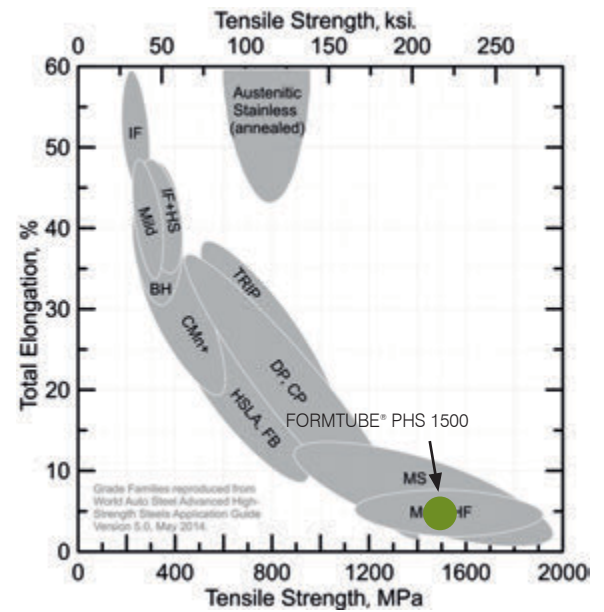 Tensile Strength, ksi.
0 50 100 150 200 250
60
50
40
30
20
10
0
Total Elongation, %
Austenitic
Stainless
(annealed)
IF
Mild
IF+HS
BH
TRIP
CMn+
DP, CP
HSLA, FB
FORMTUBE® PHS 1500
MS
M HF
Grade Families reproduced from
World Auto Steel Advanced High-
Strength Steels Application Guide
Version 5.0, May 2014.
0 400 800 1200 1600 2000
Tensile Strength, MPa